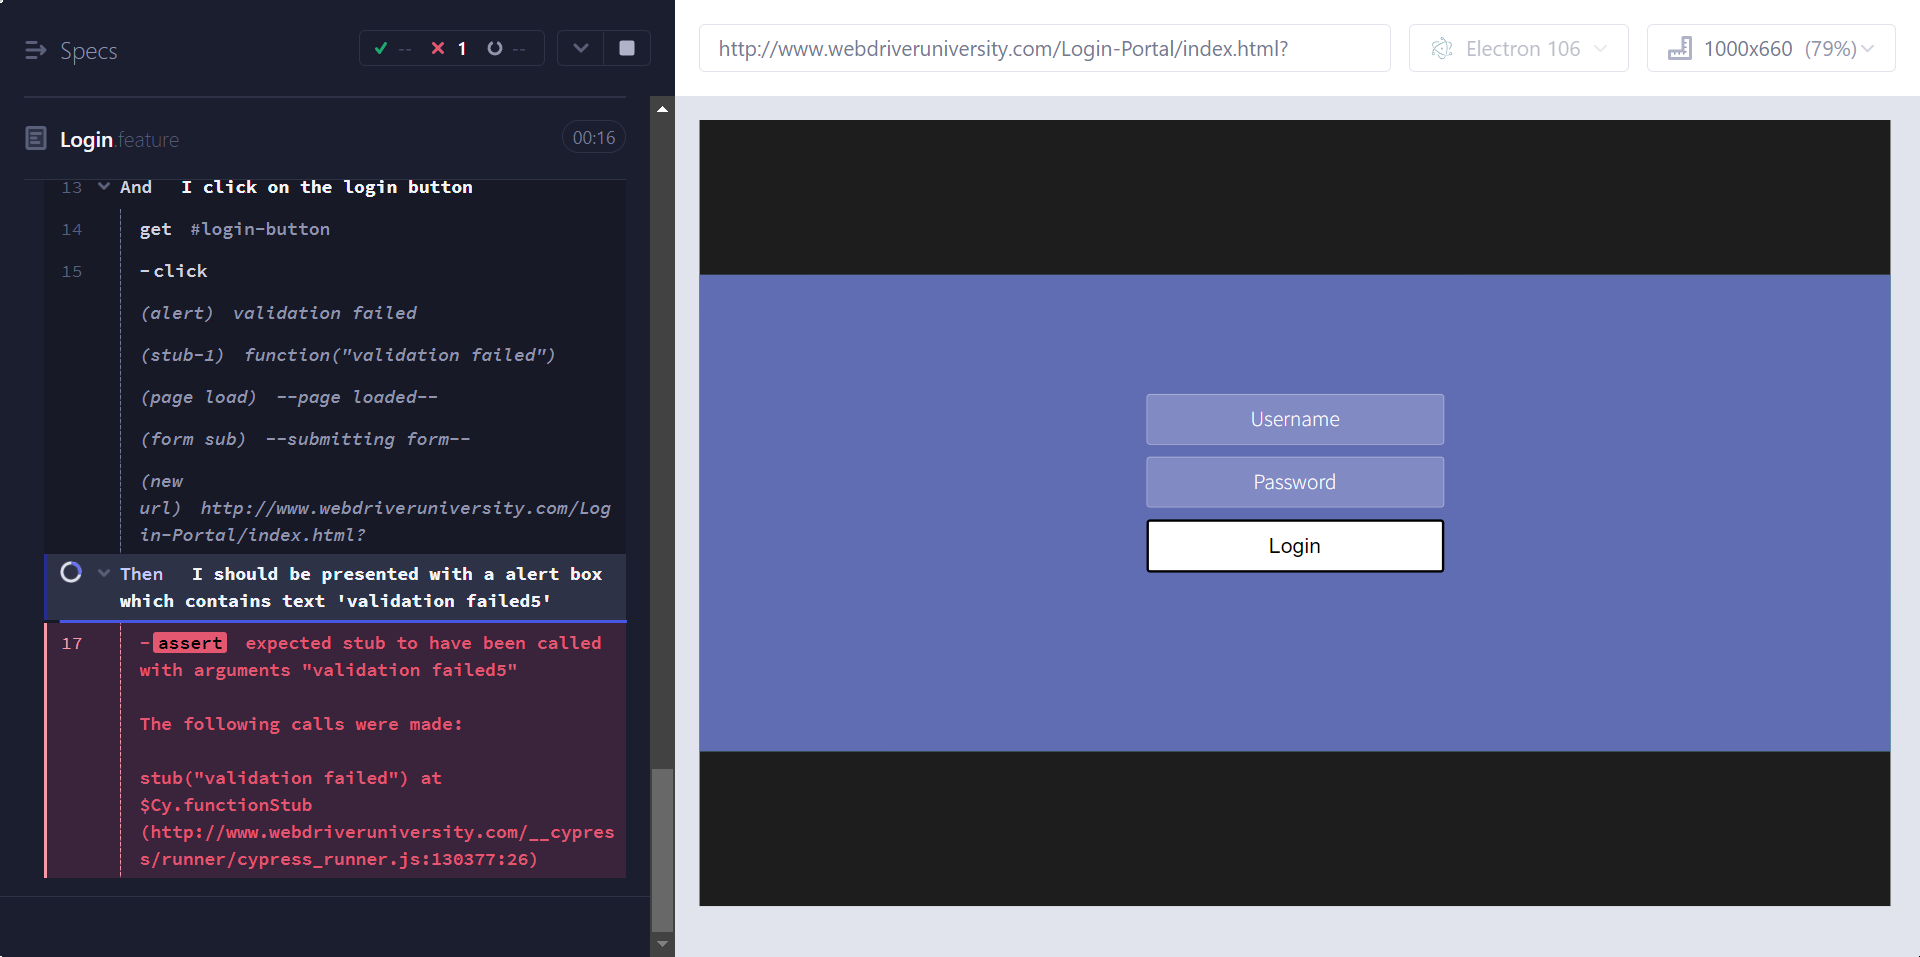 Specs
-- 1 --
Login.feature 00:16
13 And I click on the login button
14 get #login-button
15 -click
(alert) validation failed
(stub-1) function("validation failed")
(page load) --page loaded--
(form sub) --submitting form--
(new
url) http://www.webdriveruniversity.com/Log
in-Portal/index.html?
Then I should be presented with a alert box
which contains text 'validation failed5'
17 -assert expected stub to have been called
with arguments "validation failed5"
The following calls were made:
stub("validation failed") at
$Cy.functionStub
(http://www.webdriveruniversity.com/__cypres
s/runner/cypress_runner.js:130377:26)
http://www.webdriveruniversity.com/Login-Portal/index.html?
Electron 106
1000x660 (79%)
Username
Password
Login